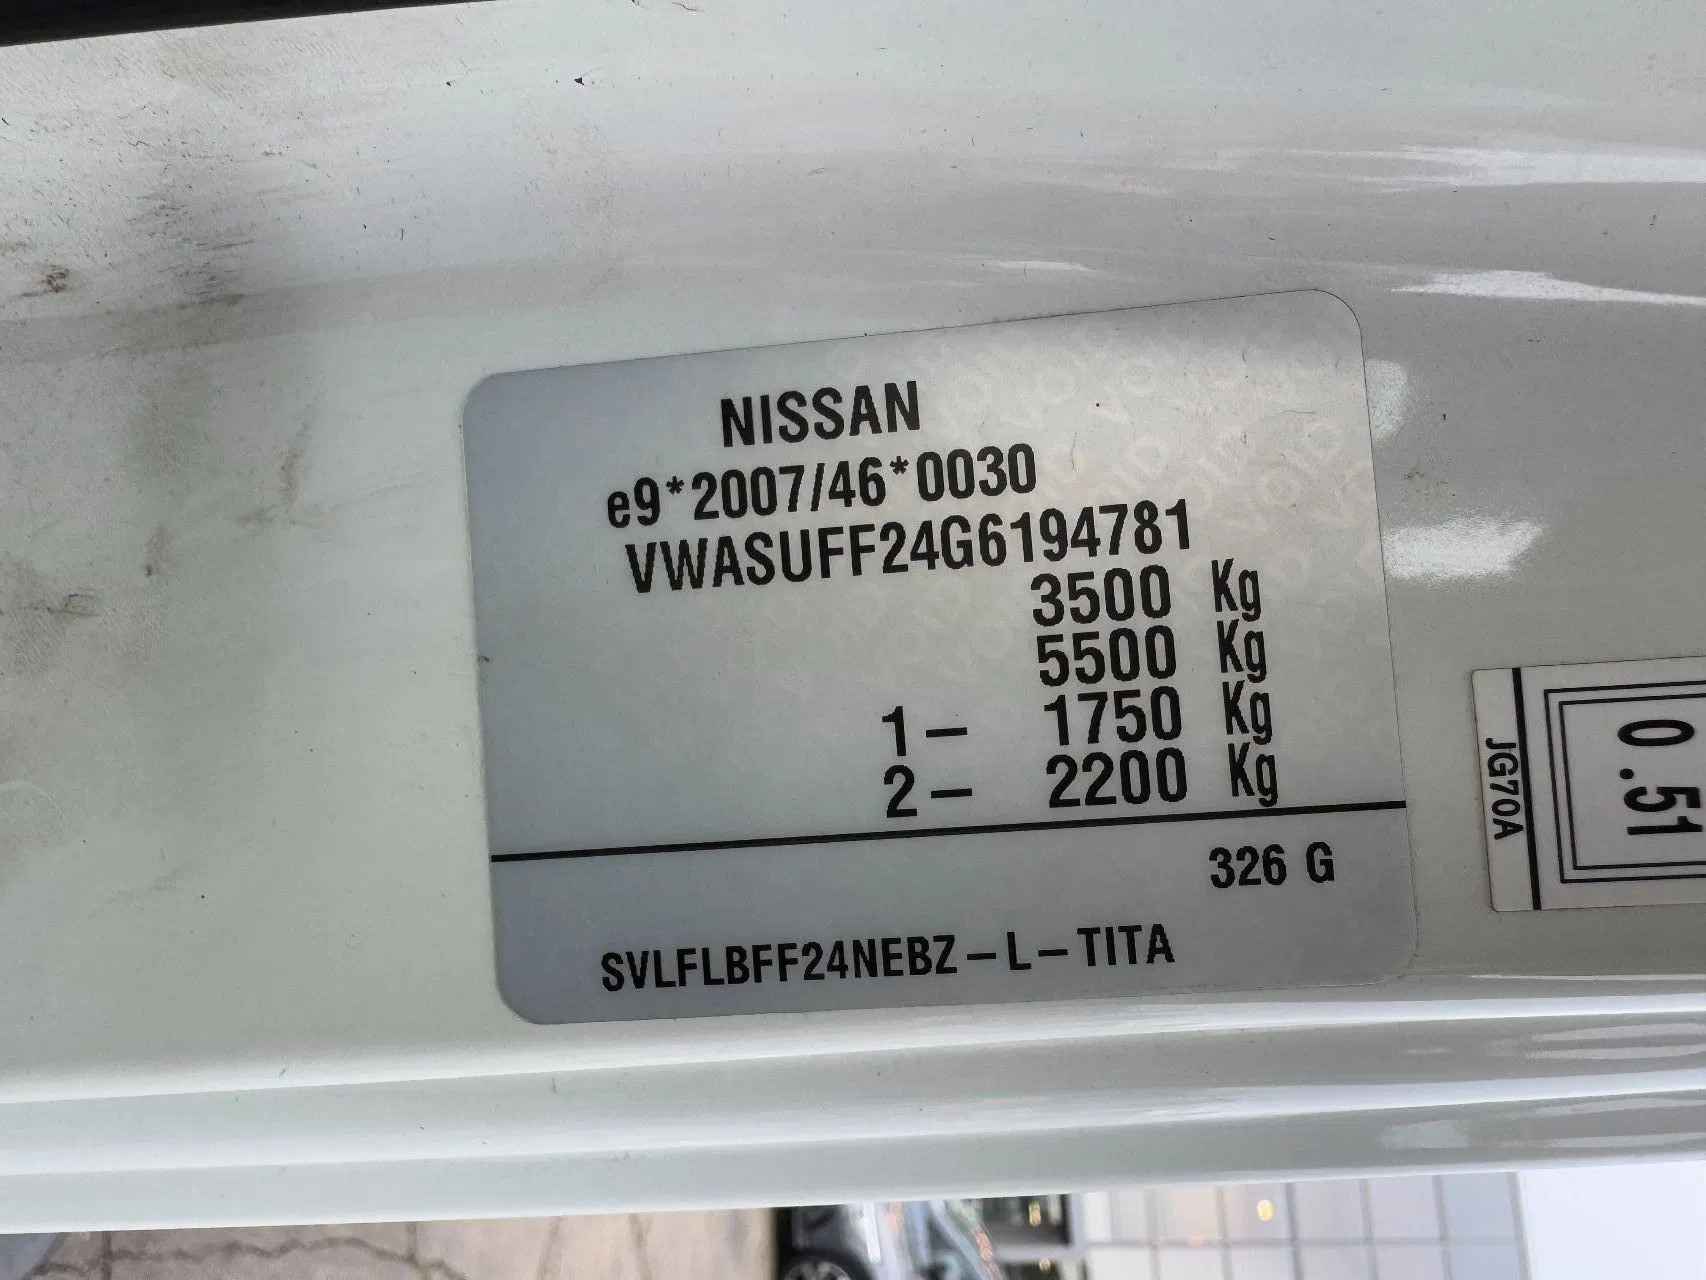 NISSAN
e9*2007/46*0030
VWASUFF24G6194781
3500 Kg
5500 Kg
1- 1750 Kg
2- 2200 Kg
326 G
SVLFLBFF24NEBZ-L-TITA
JG70A
0.51